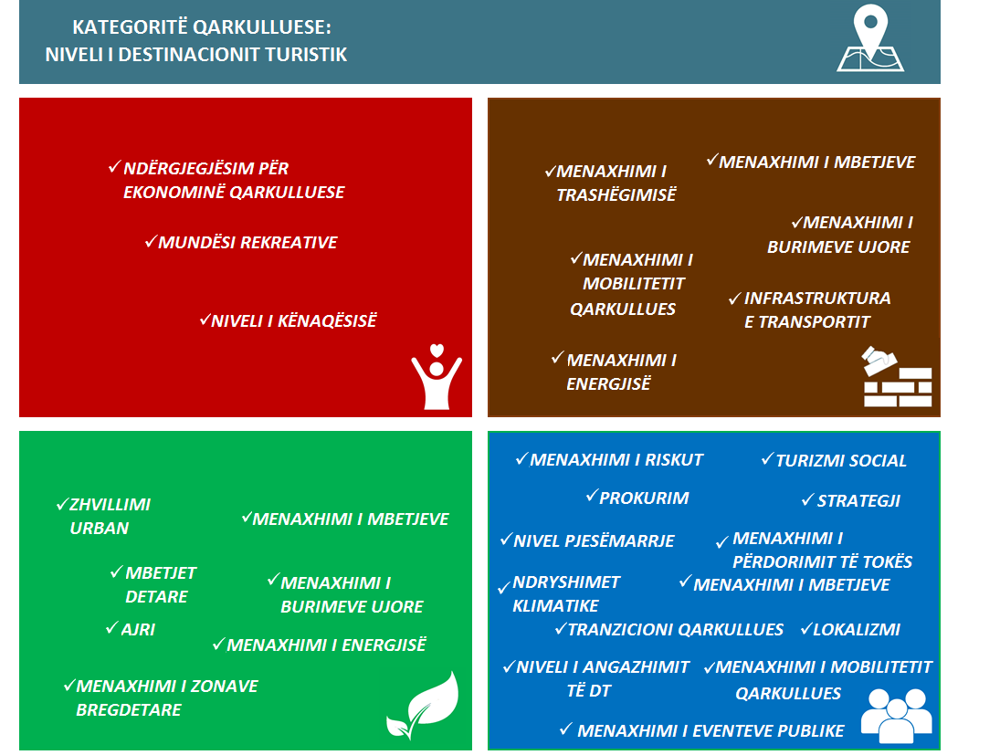 KATEGORITË QARKULLUESE:
NIVELI I DESTINACIONIT TURISTIK
✓NDËRGJEGJËSIM PËR
EKONOMINË QARKULLUESE
✓MUNDËSI REKREATIVE
✓NIVELI I KËNAQËSISË
✓MENAXHIMI I
TRASHËGIMISË
✓MENAXHIMI I MBETJEVE
✓MENAXHIMI I
BURIMEVE UJORE
✓MENAXHIMI I
MOBILITETIT
QARKULLUES
✓INFRASTRUKTURA
E TRANSPORTIT
✓MENAXHIMI I
ENERGJISË
✓ZHVILLIMI
URBAN
✓MENAXHIMI I MBETJEVE
✓MBETJET
DETARE
✓MENAXHIMI I
BURIMEVE UJORE
✓AJRI
✓MENAXHIMI I ENERGJISË
✓MENAXHIMI I ZONAVE
BREGDETARE
✓MENAXHIMI I RISKUT
✓TURIZMI SOCIAL
✓PROKURIM
✓STRATEGJI
✓NIVEL PJESËMARRJE
✓MENAXHIMI I
PËRDORIMIT TË TOKËS
✓NDRYSHIMET
KLIMATIKE
✓MENAXHIMI I MBETJEVE
✓TRANZICIONI QARKULLUES
✓LOKALIZMI
✓NIVELI I ANGAZHIMIT
TË DT
✓MENAXHIMI I MOBILITETIT
QARKULLUES
✓MENAXHIMI I EVENTEVE PUBLIKE